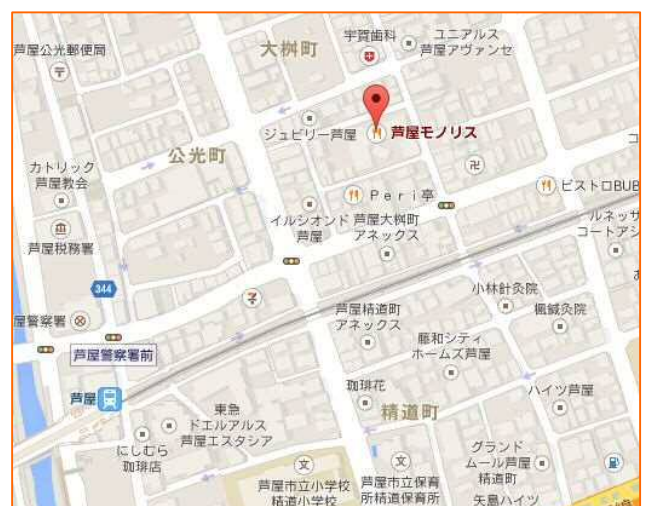 大桝町
宇賀歯科
ユニアルス
芦屋アヴァンセ
芦屋公光郵便局
ジュビリー芦屋
芦屋モノリス
公光町
カトリック
芦屋教会
Peri亭
ビストロBUB
イルシオンド
芦屋
芦屋大桝町
アネックス
ルネッサ
コートアシ
芦屋税務署
344
小林針灸院
楓鍼灸院
屋警察署
芦屋精道町
アネックス
芦屋警察署前
藤和シティ
ホームズ芦屋
芦屋
珈琲花
ハイツ芦屋
東急
ドエルアルス
芦屋エスタシア
精道町
にしむら
珈琲店
グランド
ムール芦屋
精道町
芦屋市立小学校
精道小学校
芦屋市立保育
所精道保育所
矢島ハイツ